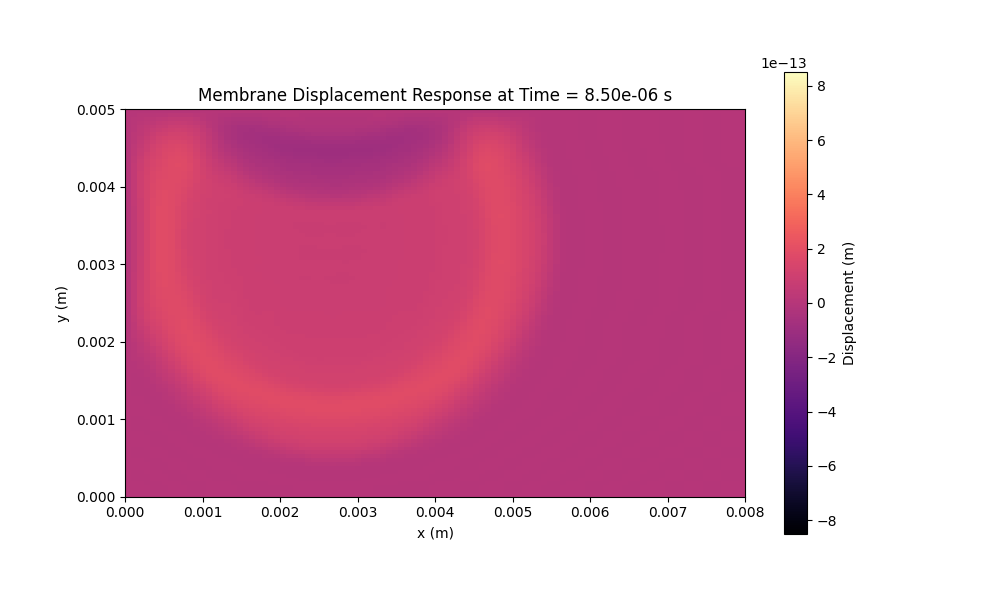 1e−13
Membrane Displacement Response at Time = 8.50e-06 s
0.005
0.004
0.003
0.002
0.001
0.000
y (m)
0.000 0.001 0.002 0.003 0.004 0.005 0.006 0.007 0.008
x (m)
8
6
4
2
0
−2
−4
−6
−8
Displacement (m)